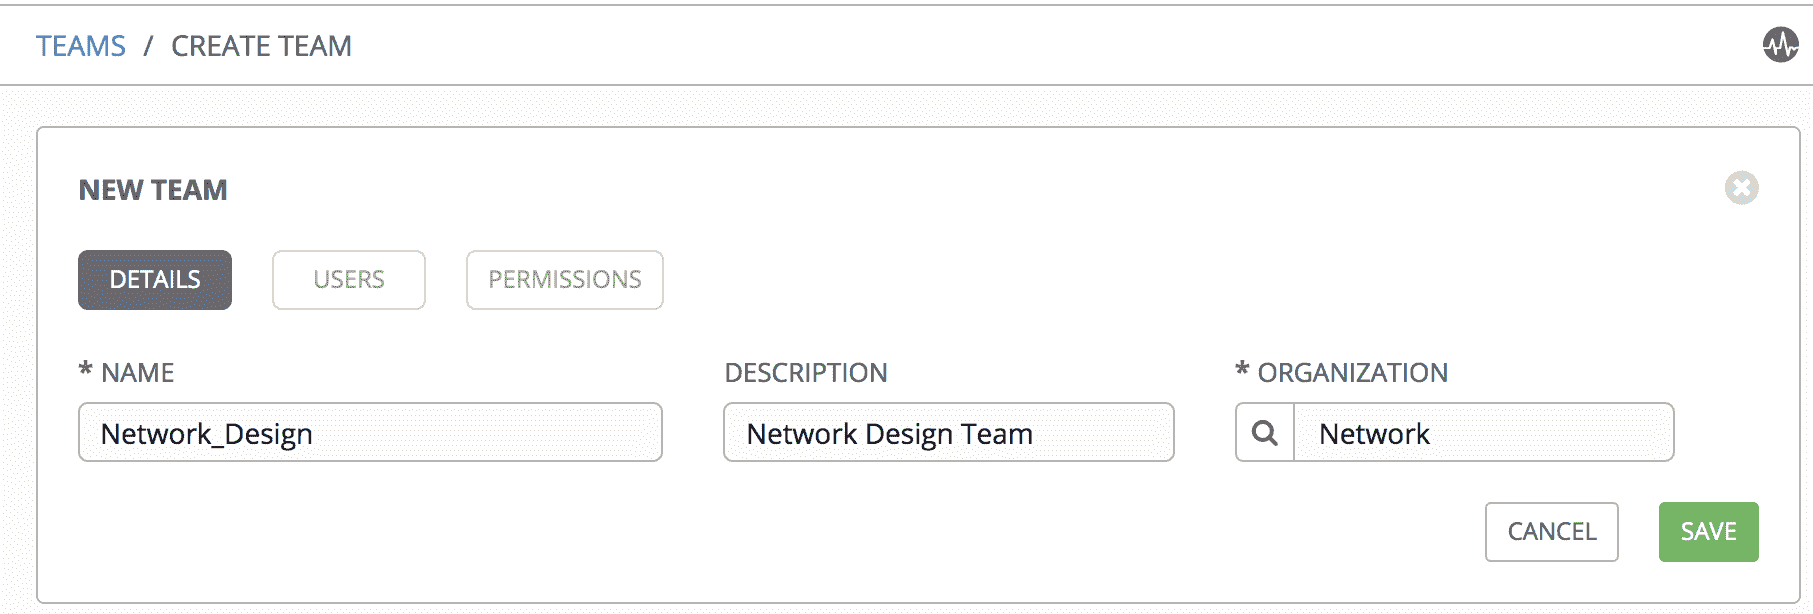 TEAMS / CREATE TEAM
NEW TEAM
DETAILS USERS PERMISSIONS
* NAME DESCRIPTION * ORGANIZATION
Network_Design Network Design Team Network
CANCEL SAVE